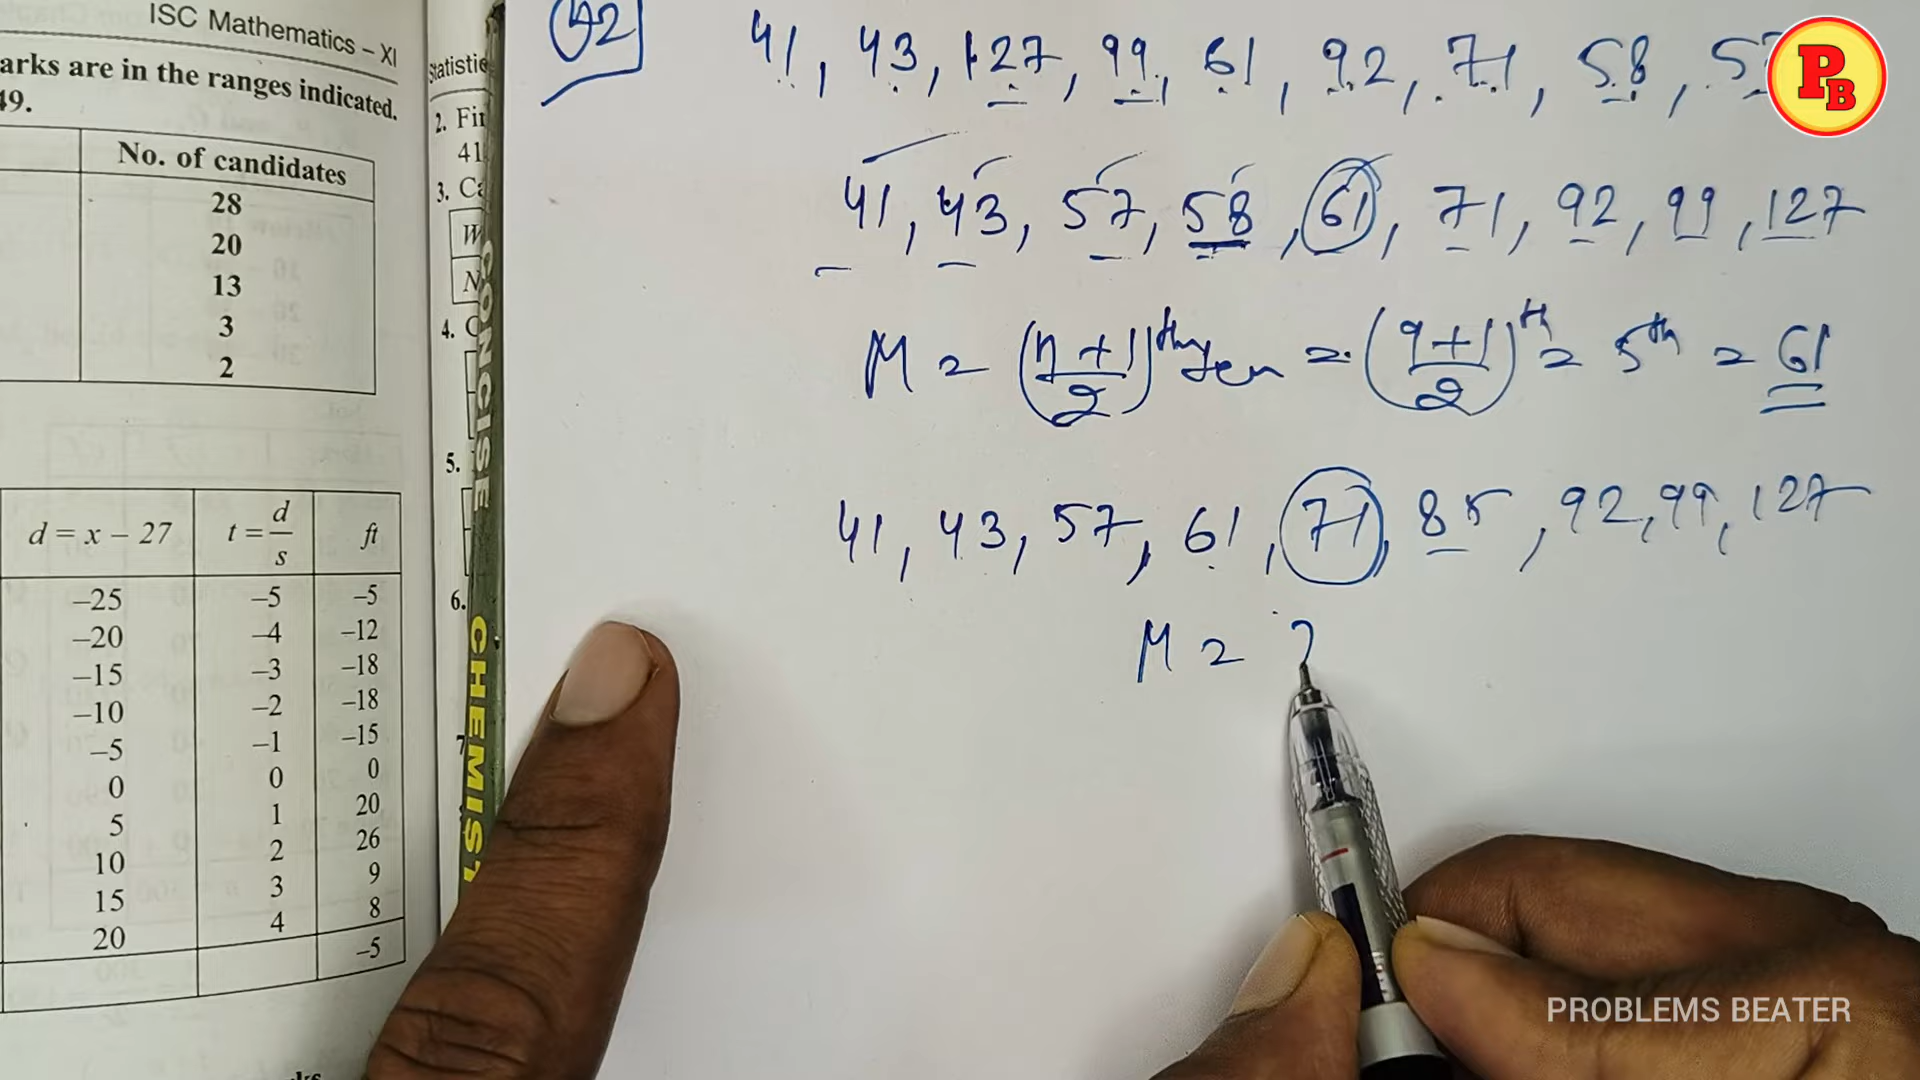 ISC Mathematics – XI
arks are in the ranges indicated.
49.
No. of candidates
28
20
13
3
2
d = x – 27 t = d/s ft
–25 –5 –5
–20 –4 –12
–15 –3 –18
–10 –2 –18
–5 –1 –15
0 0 0
5 1 20
10 2 26
15 3 9
20 4 8
–5
Statistic
2. Fin
41
3. Ca
W
N
4. C
5.
6.
7
CONCISE
CHEMIST
Q2
41, 43, 127, 99, 61, 92, 71, 58, 57
41, 43, 57, 58, 61, 71, 92, 99, 127
M = (n+1/2)th term = (9+1/2)th = 5th = 61
41, 43, 57, 61, 71, 85, 92, 99, 127
M =
PB
PROBLEMS BEATER